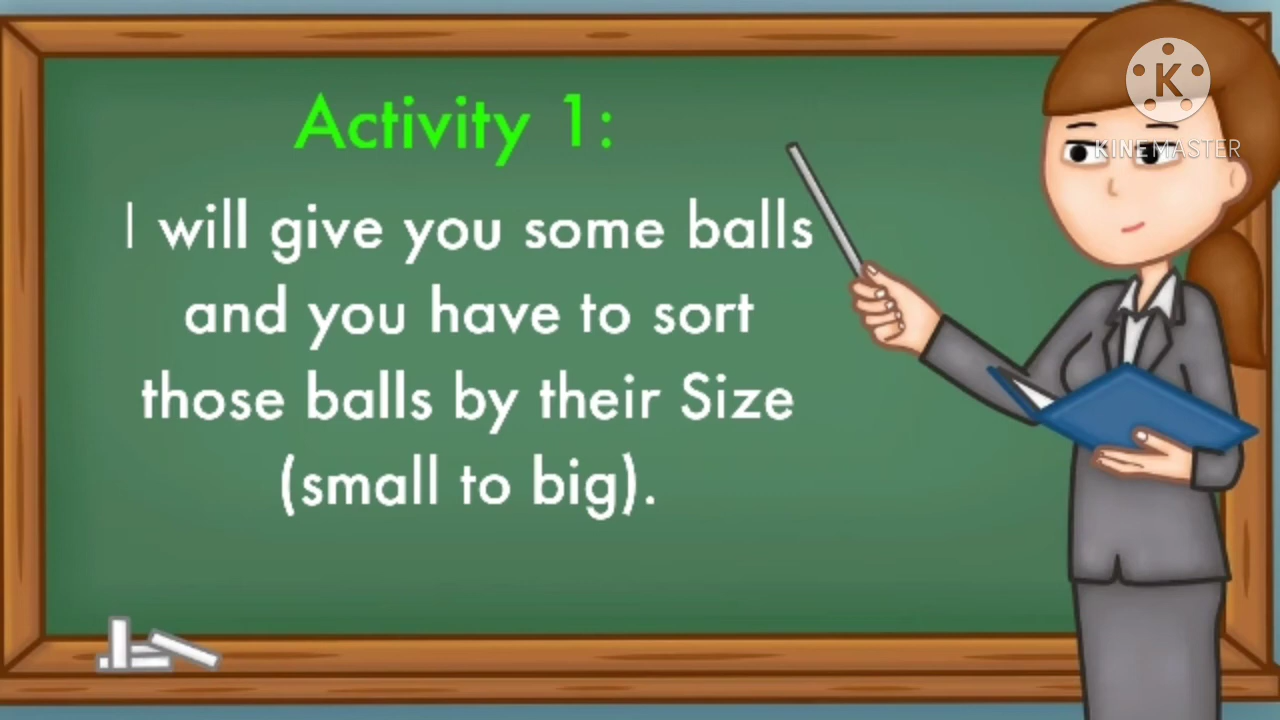 Activity 1:
I will give you some balls
and you have to sort
those balls by their Size
(small to big).
K
KINEMASTER